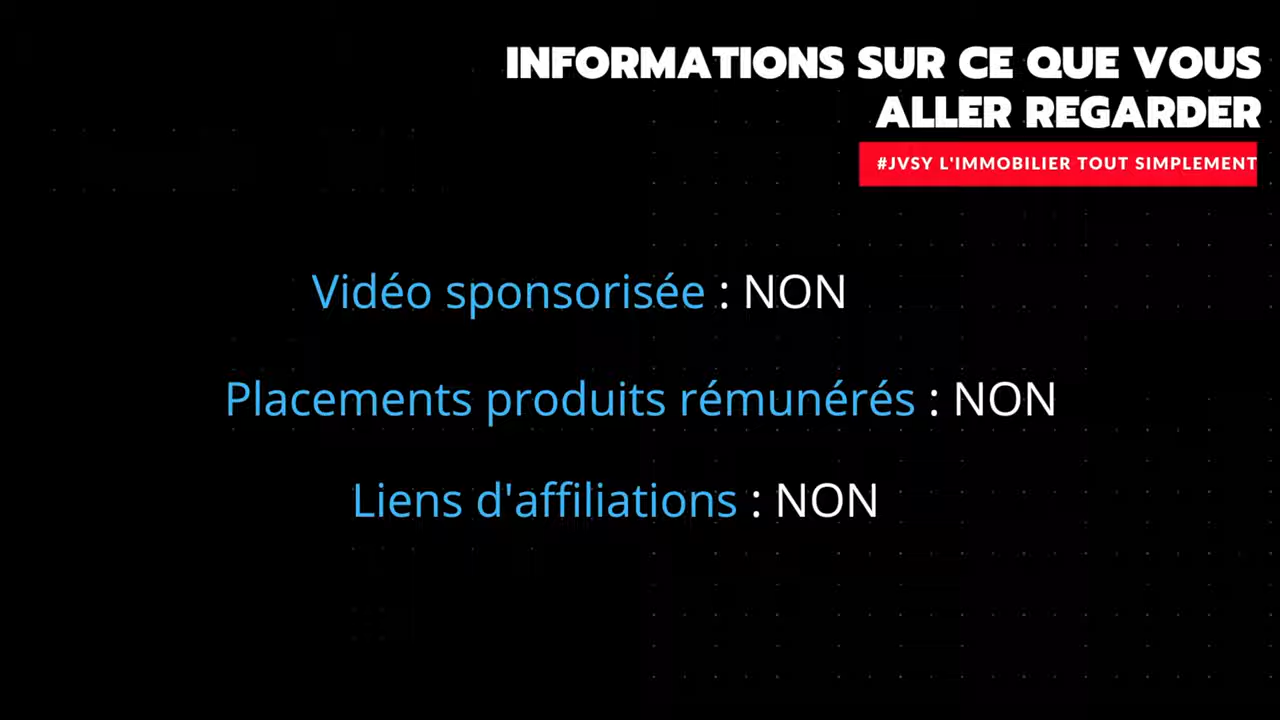 INFORMATIONS SUR CE QUE VOUS
ALLER REGARDER
#JVSY L'IMMOBILIER TOUT SIMPLEMENT
Vidéo sponsorisée : NON
Placements produits rémunérés : NON
Liens d'affiliations : NON